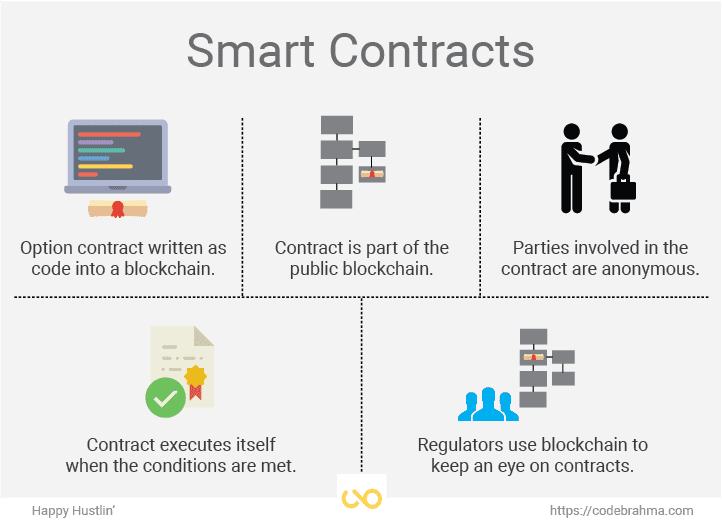 Smart Contracts
Option contract written as
code into a blockchain.
Contract is part of the
public blockchain.
Parties involved in the
contract are anonymous.
Contract executes itself
when the conditions are met.
Regulators use blockchain to
keep an eye on contracts.
Happy Hustlin'
https://codebrahma.com